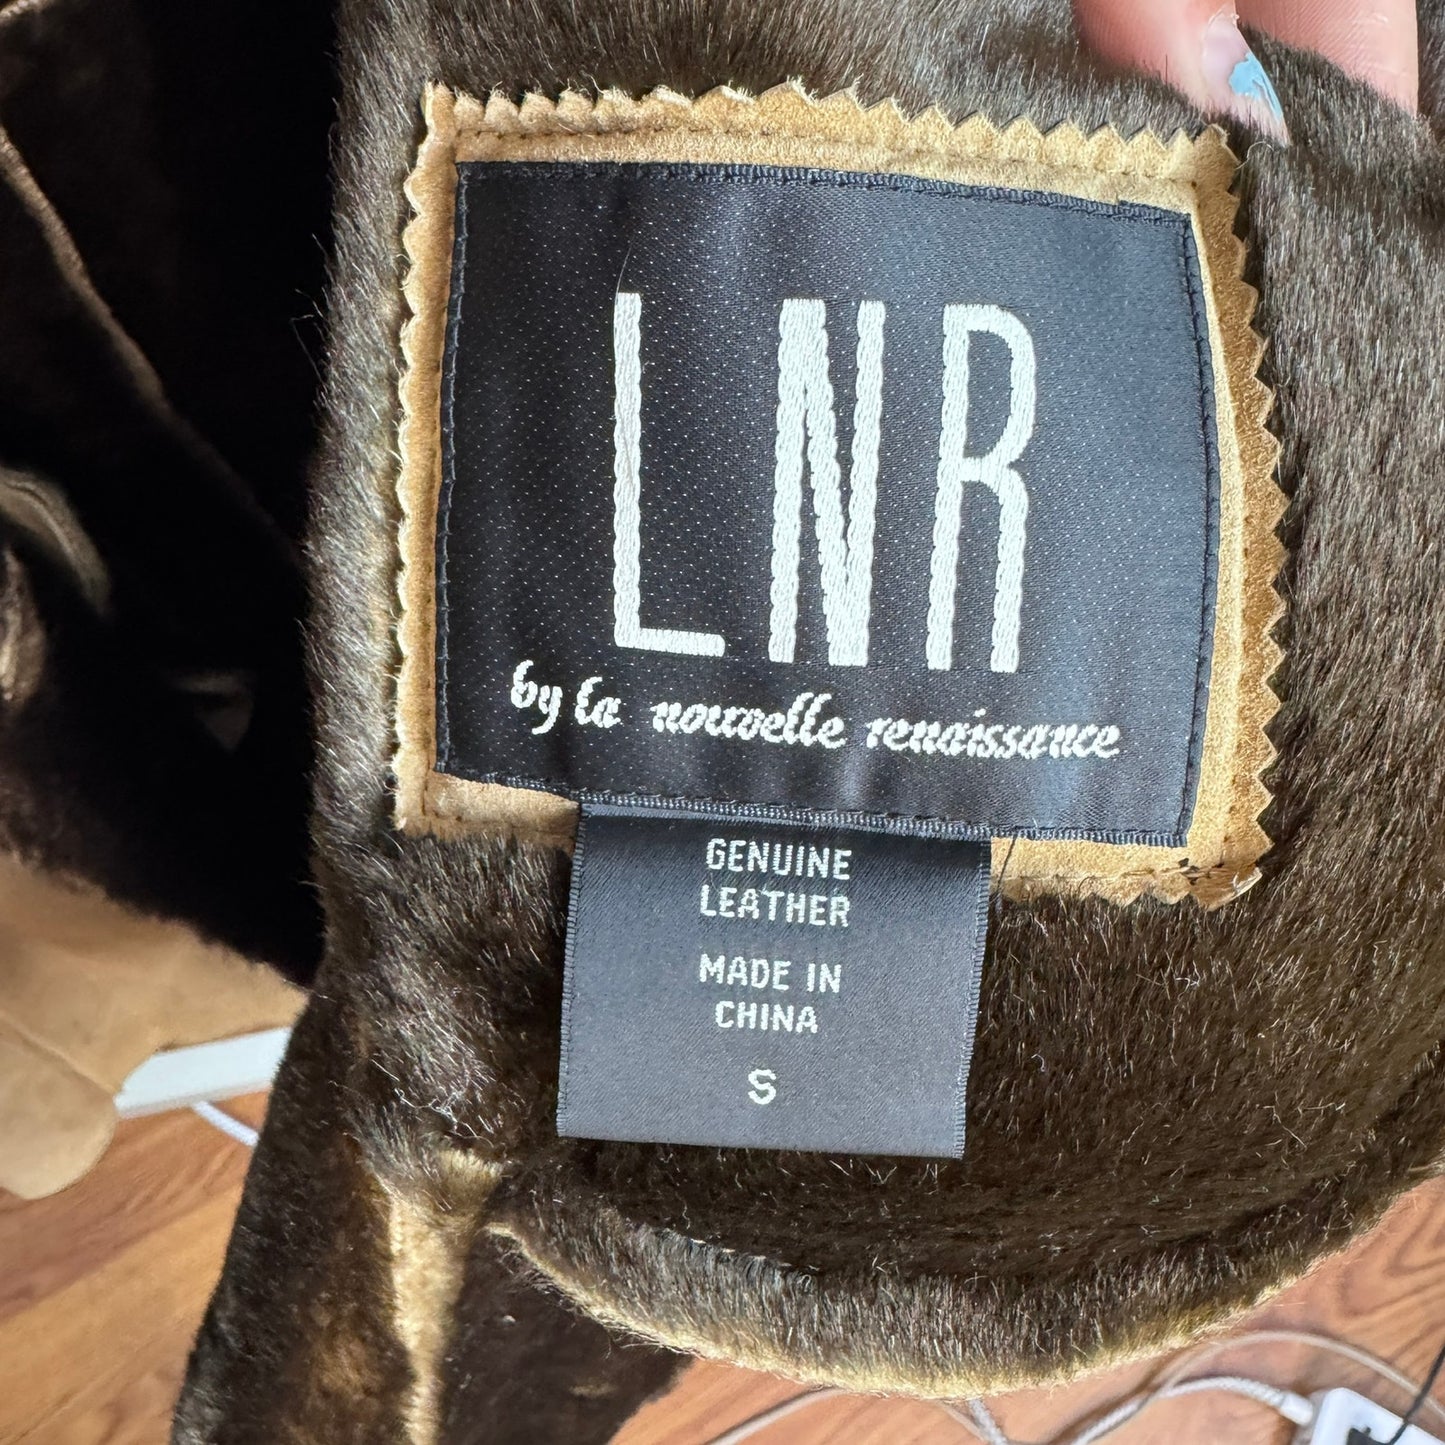 LNR
by la nouvelle renaissance
GENUINE
LEATHER
MADE IN
CHINA
S